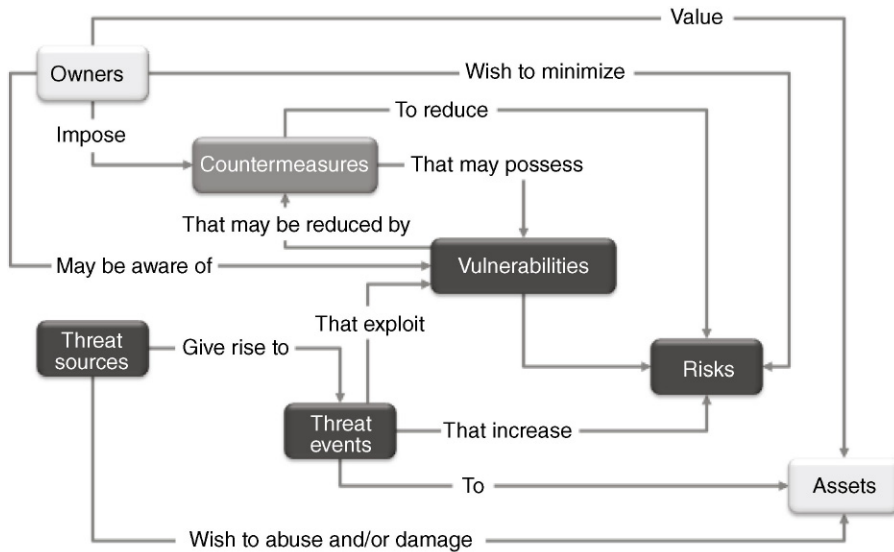 Value
Owners
Wish to minimize
To reduce
Impose
Countermeasures
That may possess
That may be reduced by
May be aware of
Vulnerabilities
That exploit
Threat
sources
Give rise to
Risks
Threat
events
That increase
To
Assets
Wish to abuse and/or damage